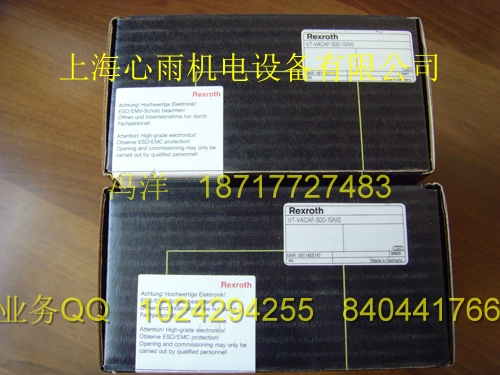 Rexroth
VT-VACAF-500-10/V0
上海心雨机电设备有限公司
Rexroth
Achtung! Hochwertige Elektronik!
ESD/EMV-Schutz beachten!
Öffnen und Inbetriebnahme nur durch
Fachpersonal!
Attention! High-grade electronics!
Observe ESD/EMC protection!
Opening and commissioning may only be
carried out by qualified personnel!
冯洋 18717727483
Rexroth
VT-VACAF-500-10/V0
MNR: 0811405147
Made in Germany
Rexroth
Achtung! Hochwertige Elektronik!
ESD/EMV-Schutz beachten!
Öffnen und Inbetriebnahme nur durch
Fachpersonal!
业务QQ 1024294255 840441766
Attention! High-grade electronics!
Observe ESD/EMC protection!
Opening and commissioning may only be
carried out by qualified personnel!